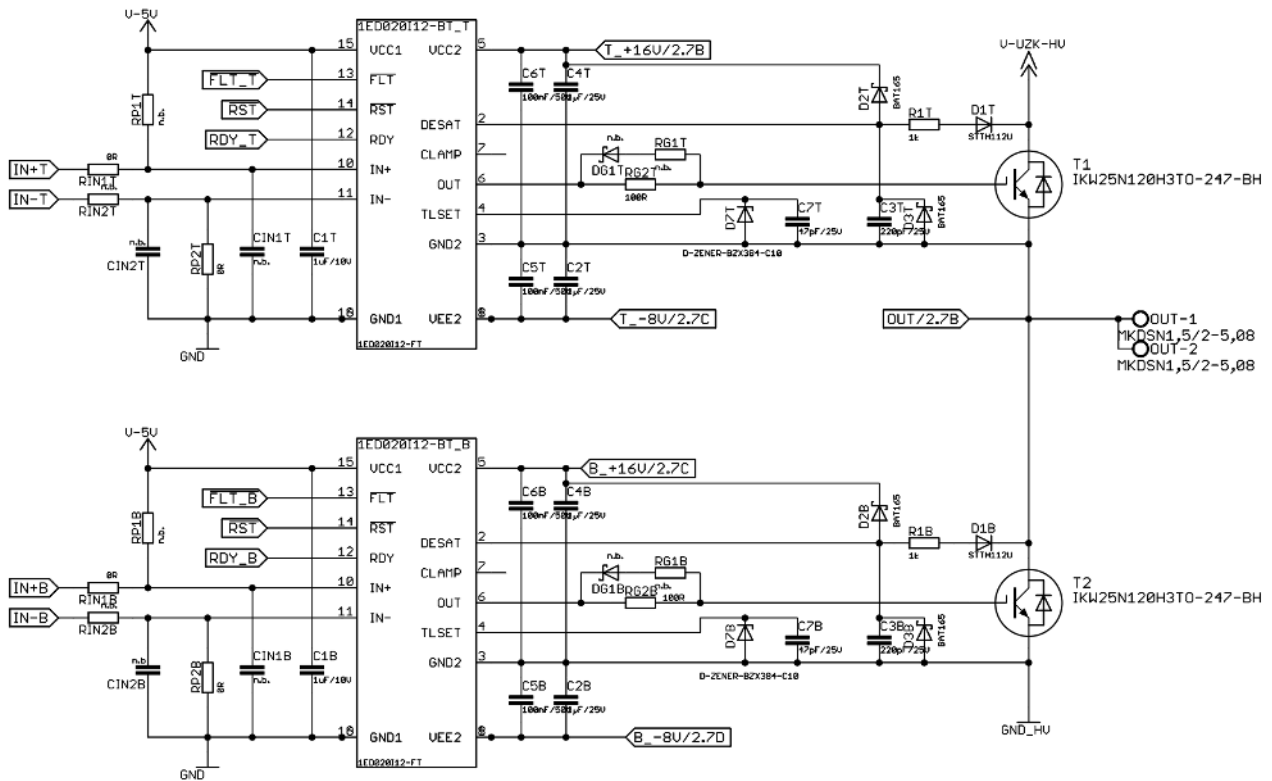 V-5V
1ED020I12-BT_T
V-UZK-HV
15 VCC1 VCC2 5
T_+16V/2.7B
FLT_T
13 FLT
C6T C4T
100nF/50V 1µF/25V
D2T
BAT165
RP1T
n.b.
RST
14 RST
DESAT 2
R1T
1k
D1T
STTH112U
RDY_T
12 RDY
CLAMP 7
n.b.
DG1T
RG1T
n.b.
T1
IKW25N120H3TO-247-BH
IN+T
0R
RIN1T
10 IN+
OUT 6
RG2T
100R
IN-T
n.b.
RIN2T
11 IN-
TLSET 4
D7T
C7T
47pF/25V
C3T
220pF/25V
D3T
BAT165
n.b.
CIN2T
RP2T
0R
CIN1T
n.b.
C1T
1uF/10V
GND2 3
D-ZENER-BZX384-C10
C5T C2T
100nF/50V 1µF/25V
GND1 VEE2
T_-8V/2.7C
OUT/2.7B
OUT-1
MKDSN1,5/2-5,08
OUT-2
MKDSN1,5/2-5,08
GND
1ED020I12-FT
V-5V
1ED020I12-BT_B
15 VCC1 VCC2 5
B_+16V/2.7C
FLT_B
13 FLT
C6B C4B
100nF/50V 1µF/25V
D2B
BAT165
RP1B
n.b.
RST
14 RST
DESAT 2
R1B
1k
D1B
STTH112U
RDY_B
12 RDY
CLAMP 7
n.b.
DG1B
RG1B
n.b.
T2
IKW25N120H3TO-247-BH
IN+B
0R
RIN1B
10 IN+
OUT 6
RG2B
100R
IN-B
n.b.
RIN2B
11 IN-
TLSET 4
D7B
C7B
47pF/25V
C3B
220pF/25V
D3B
BAT165
n.b
CIN2B
RP2B
0R
CIN1B
n.b.
C1B
1uF/10V
GND2 3
D-ZENER-BZX384-C10
C5B C2B
100nF/50V 1µF/25V
GND1 VEE2
B_-8V/2.7D
GND_HV
GND
1ED020I12-FT